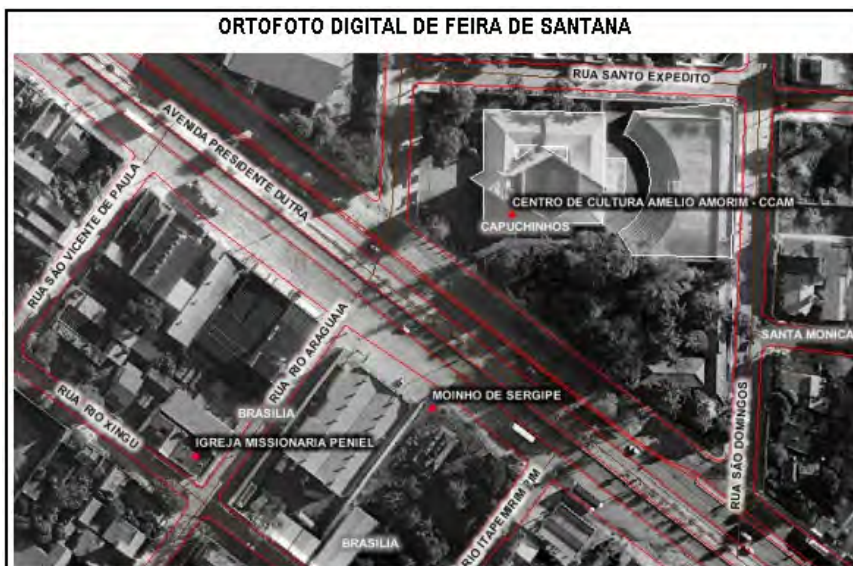 ORTOFOTO DIGITAL DE FEIRA DE SANTANA
RUA SANTO EXPEDITO
AVENIDA PRESIDENTE DUTRA
RUA SÃO VICENTE DE PAULA
CENTRO DE CULTURA AMELIO AMORIM - CCAM
CAPUCHINHOS
RUA RIO ARAGUAIA
SANTA MONICA
MOINHO DE SERGIPE
BRASILIA
RUA RIO XINGU
IGREJA MISSIONARIA PENIEL
RUA SÃO DOMINGOS
RIO ITAPEMIRIM
BRASILIA